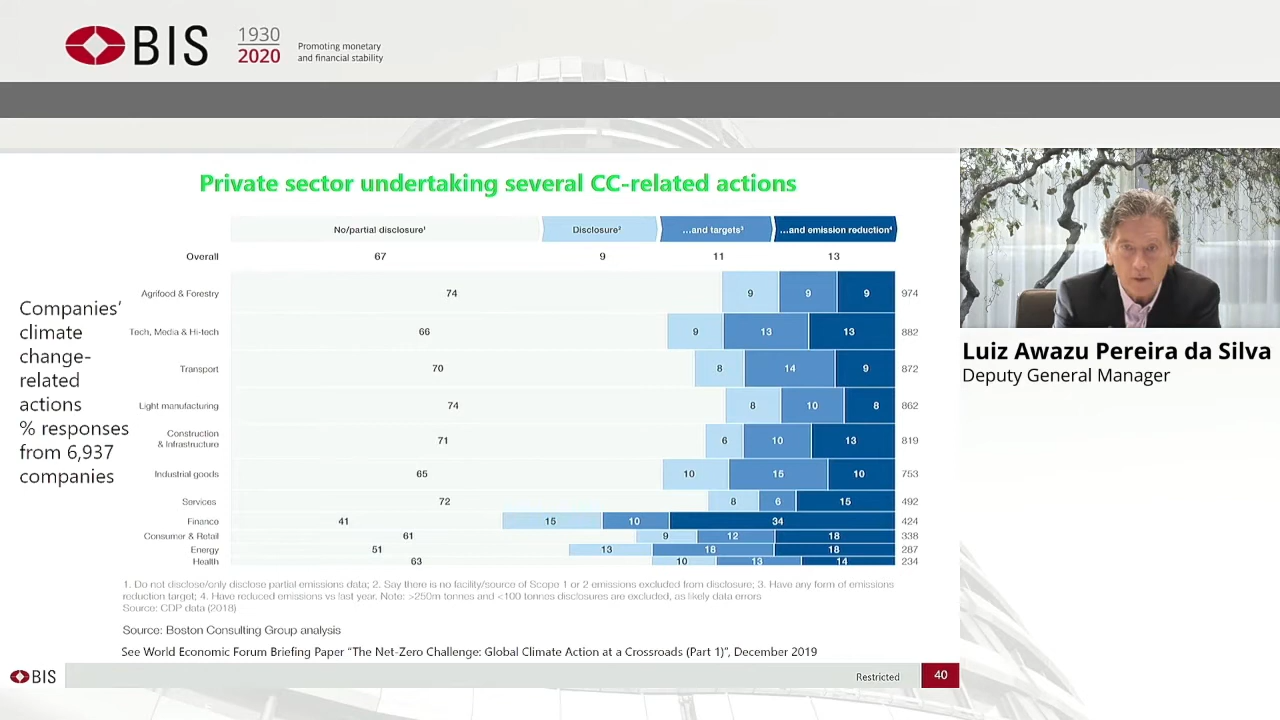 BIS
1930
2020
Promoting monetary
and financial stability
Private sector undertaking several CC-related actions
No/partial disclosure¹ Disclosure² ...and targets³ ...and emission reduction⁴
Overall 67 9 11 13
Companies'
climate
change-
related
actions
% responses
from 6,937
companies
Agrifood & Forestry 74 9 9 9 974
Tech, Media & Hi-tech 66 9 13 13 882
Transport 70 8 14 9 872
Light manufacturing 74 8 10 8 862
Construction
& Infrastructure 71 6 10 13 819
Industrial goods 65 10 15 10 753
Services 72 8 6 15 492
Finance 41 15 10 34 424
Consumer & Retail 61 9 12 18 338
Energy 51 13 18 18 287
Health 63 10 13 14 234
1. Do not disclose/only disclose partial emissions data; 2. Say there is no facility/source of Scope 1 or 2 emissions excluded from disclosure; 3. Have any form of emissions
reduction target; 4. Have reduced emissions vs last year. Note: >250m tonnes and <100 tonnes disclosures are excluded, as likely data errors
Source: CDP data (2018)
Source: Boston Consulting Group analysis
See World Economic Forum Briefing Paper "The Net-Zero Challenge: Global Climate Action at a Crossroads (Part 1)", December 2019
BIS
Restricted
40
Luiz Awazu Pereira da Silva
Deputy General Manager